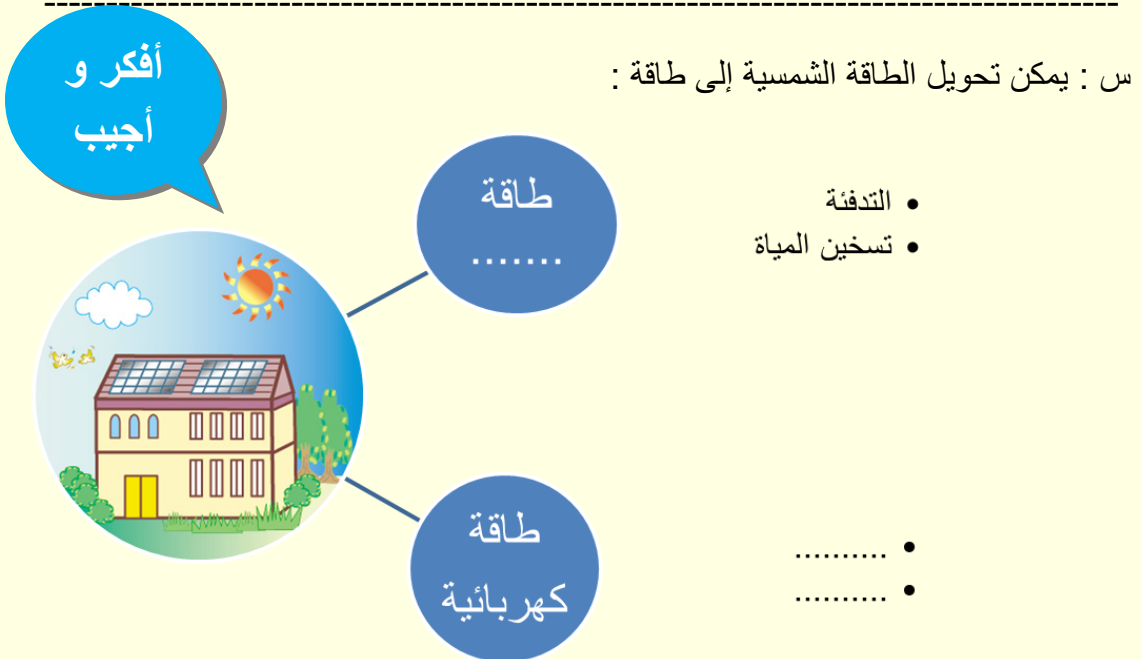 أفكر و
أجيب
س : يمكن تحويل الطاقة الشمسية إلى طاقة :
طاقة
.......
• التدفئة
• تسخين المياة
طاقة
كهربائية
• ..........
• ..........